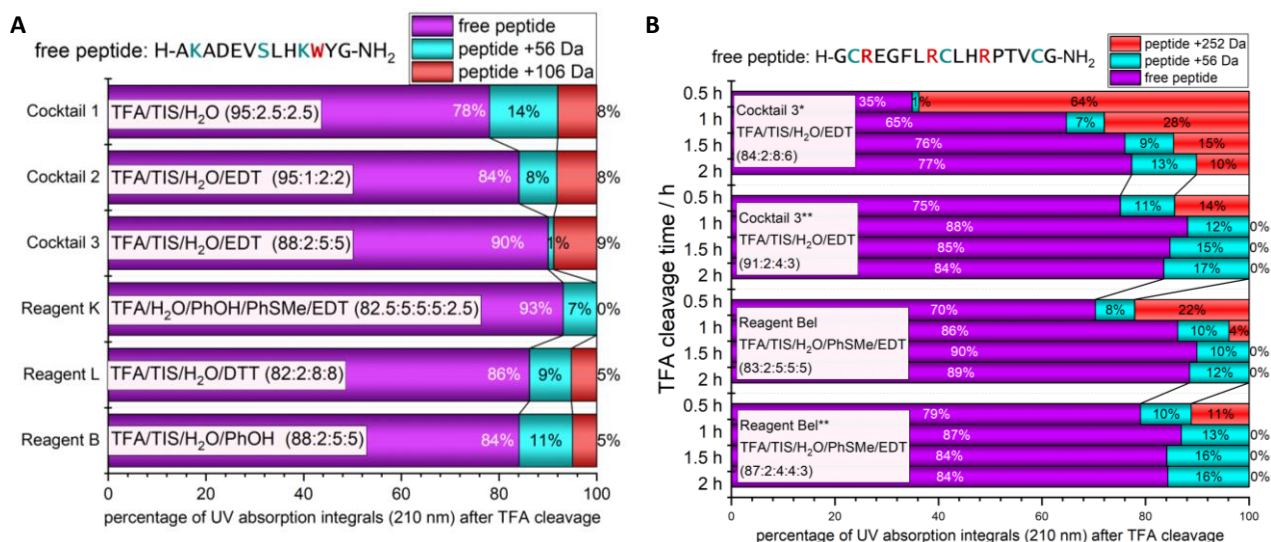 A
free peptide: H-AKADEVSLHKWYG-NH₂
free peptide
peptide +56 Da
peptide +106 Da
Cocktail 1 TFA/TIS/H₂O (95:2.5:2.5) 78% 14% 8%
Cocktail 2 TFA/TIS/H₂O/EDT (95:1:2:2) 84% 8% 8%
Cocktail 3 TFA/TIS/H₂O/EDT (88:2:5:5) 90% 1% 9%
Reagent K TFA/H₂O/PhOH/PhSMe/EDT (82.5:5:5:5:2.5) 93% 7% 0%
Reagent L TFA/TIS/H₂O/DTT (82:2:8:8) 86% 9% 5%
Reagent B TFA/TIS/H₂O/PhOH (88:2:5:5) 84% 11% 5%
0 20 40 60 80 100
percentage of UV absorption integrals (210 nm) after TFA cleavage
B
free peptide: H-GCREGFLRCLHRPTVCG-NH₂
peptide +252 Da
peptide +56 Da
free peptide
TFA cleavage time / h
Cocktail 3*
TFA/TIS/H₂O/EDT
(84:2:8:6)
0.5 h 35% 1% 64%
1 h 65% 7% 28%
1.5 h 76% 9% 15%
2 h 77% 13% 10%
Cocktail 3**
TFA/TIS/H₂O/EDT
(91:2:4:3)
0.5 h 75% 11% 14%
1 h 88% 12% 0%
1.5 h 85% 15% 0%
2 h 84% 17% 0%
Reagent Bel
TFA/TIS/H₂O/PhSMe/EDT
(83:2:5:5:5)
0.5 h 70% 8% 22%
1 h 86% 10% 4%
1.5 h 90% 10% 0%
2 h 89% 12% 0%
Reagent Bel**
TFA/TIS/H₂O/PhSMe/EDT
(87:2:4:4:3)
0.5 h 79% 10% 11%
1 h 87% 13% 0%
1.5 h 84% 16% 0%
2 h 84% 16% 0%
0 20 40 60 80 100
percentage of UV absorption integrals (210 nm) after TFA cleavage